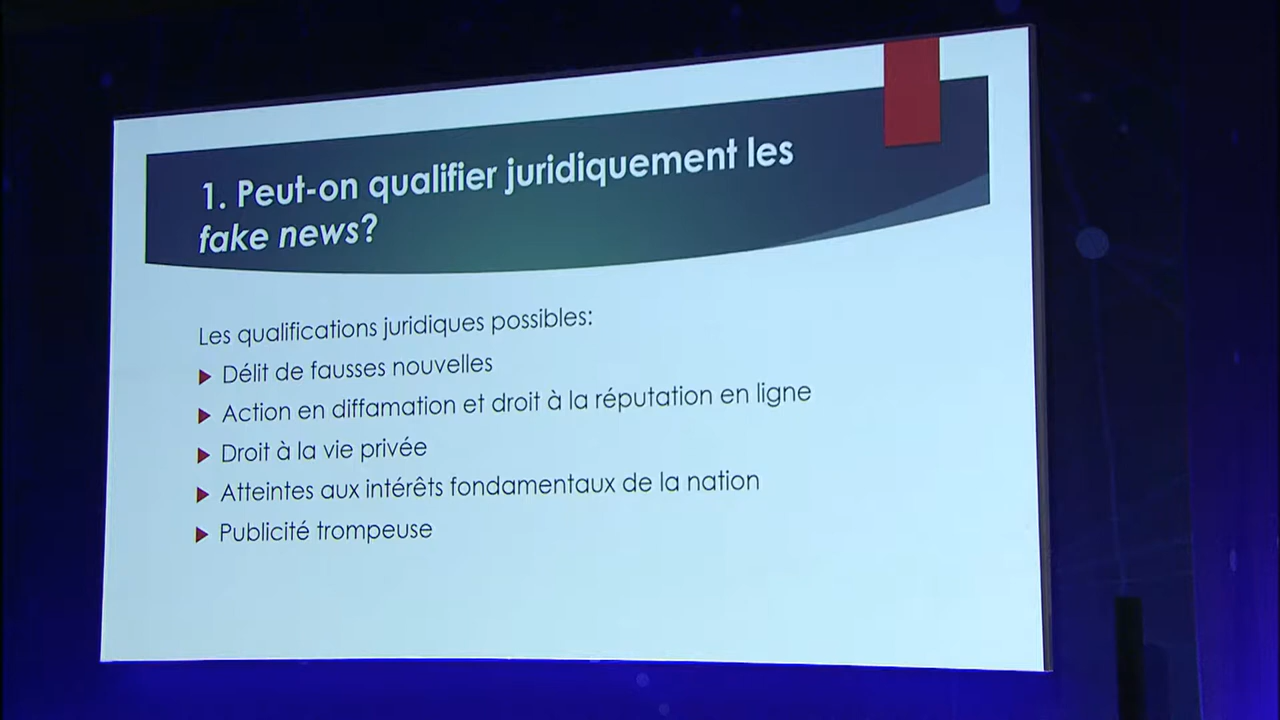 1. Peut-on qualifier juridiquement les
fake news?
Les qualifications juridiques possibles:
Délit de fausses nouvelles
Action en diffamation et droit à la réputation en ligne
Droit à la vie privée
Atteintes aux intérêts fondamentaux de la nation
Publicité trompeuse